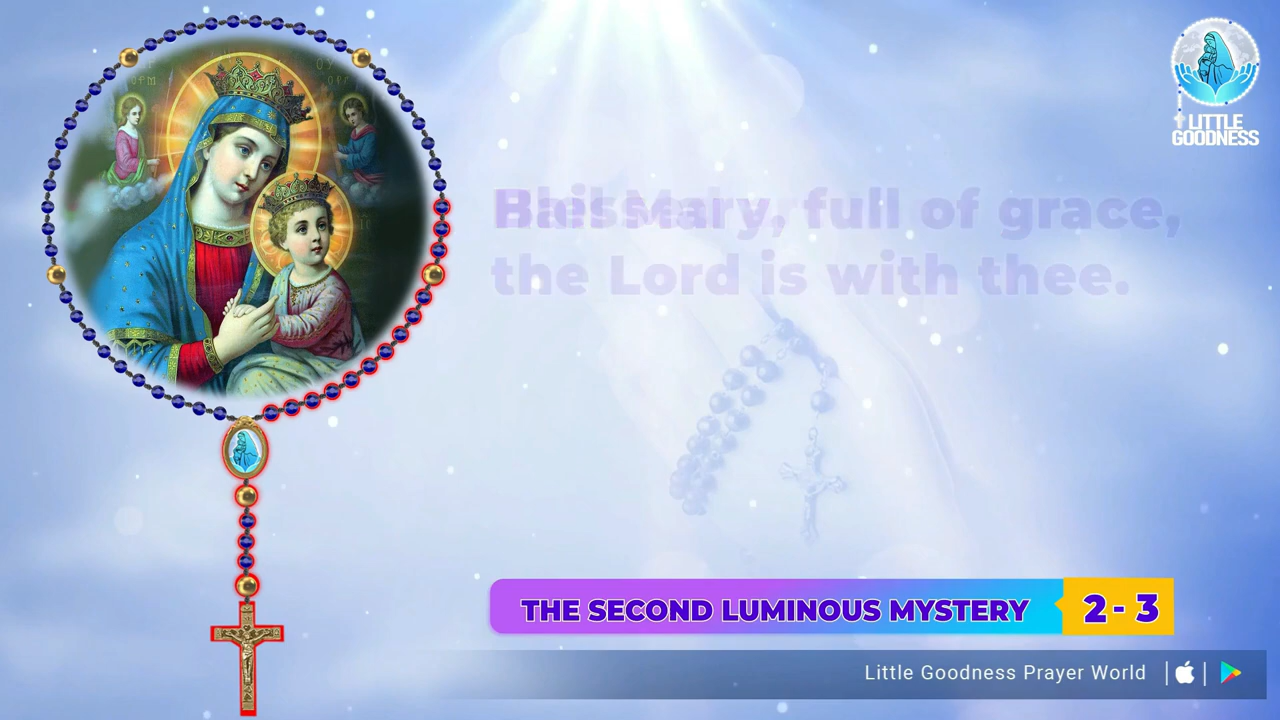 LITTLE
GOODNESS
Hail Mary, full of grace,
the Lord is with thee.
THE SECOND LUMINOUS MYSTERY
2 - 3
Little Goodness Prayer World